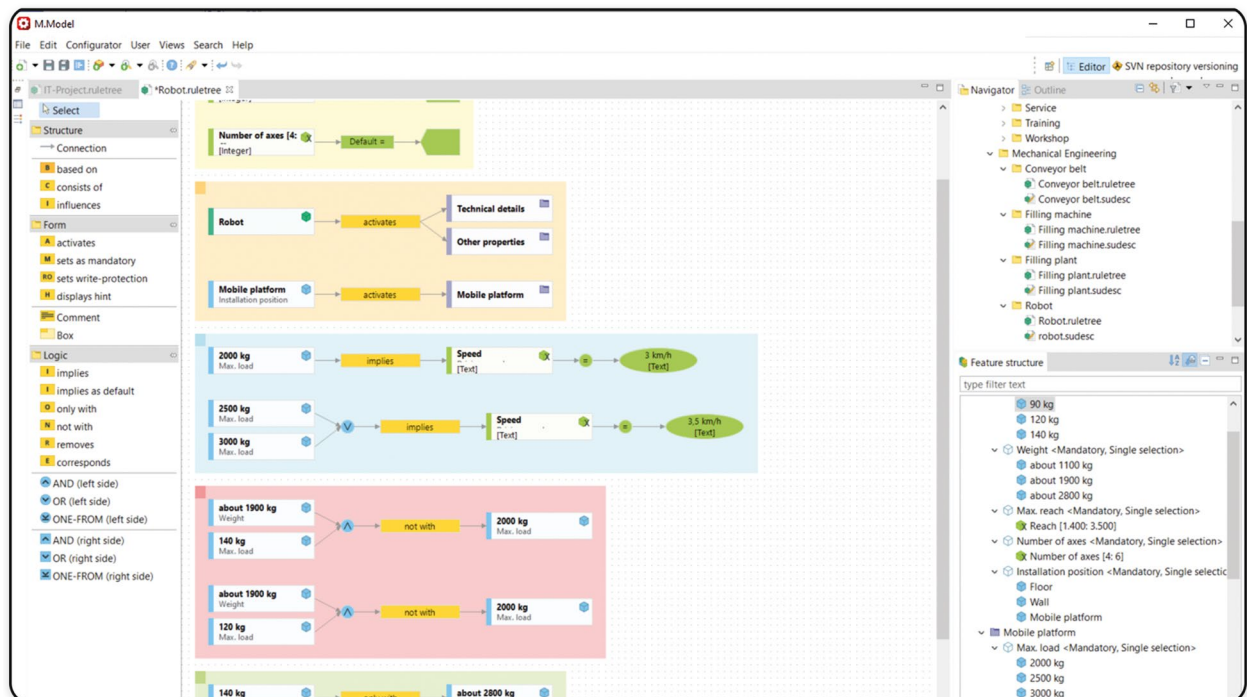 M.Model
File Edit Configurator User Views Search Help
Editor SVN repository versioning
IT-Project.ruletree *Robot.ruletree
Select
Structure
Connection
B based on
C consists of
I influences
Form
A activates
M sets as mandatory
RO sets write-protection
H displays hint
Comment
Box
Logic
I implies
I implies as default
O only with
N not with
R removes
E corresponds
AND (left side)
OR (left side)
ONE-FROM (left side)
AND (right side)
OR (right side)
ONE-FROM (right side)
Number of axes [4:
[Integer]
Default =
Robot
activates
Technical details
Other properties
Mobile platform
Installation position
activates
Mobile platform
2000 kg
Max. load
implies
Speed
[Text]
=
3 km/h
[Text]
2500 kg
Max. load
3000 kg
Max. load
implies
Speed
[Text]
=
3,5 km/h
[Text]
about 1900 kg
Weight
140 kg
Max. load
not with
2000 kg
Max. load
about 1900 kg
Weight
120 kg
Max. load
not with
2000 kg
Max. load
140 kg
about 2800 kg
Navigator Outline
Service
Training
Workshop
Mechanical Engineering
Conveyor belt
Conveyor belt.ruletree
Conveyor belt.sudesc
Filling machine
Filling machine.ruletree
Filling machine.sudesc
Filling plant
Filling plant.ruletree
Filling plant.sudesc
Robot
Robot.ruletree
robot.sudesc
Feature structure
type filter text
90 kg
120 kg
140 kg
Weight <Mandatory, Single selection>
about 1100 kg
about 1900 kg
about 2800 kg
Max. reach <Mandatory, Single selection>
Reach [1.400: 3.500]
Number of axes <Mandatory, Single selection>
Number of axes [4: 6]
Installation position <Mandatory, Single selectic
Floor
Wall
Mobile platform
Mobile platform
Max. load <Mandatory, Single selection>
2000 kg
2500 kg
3000 kg